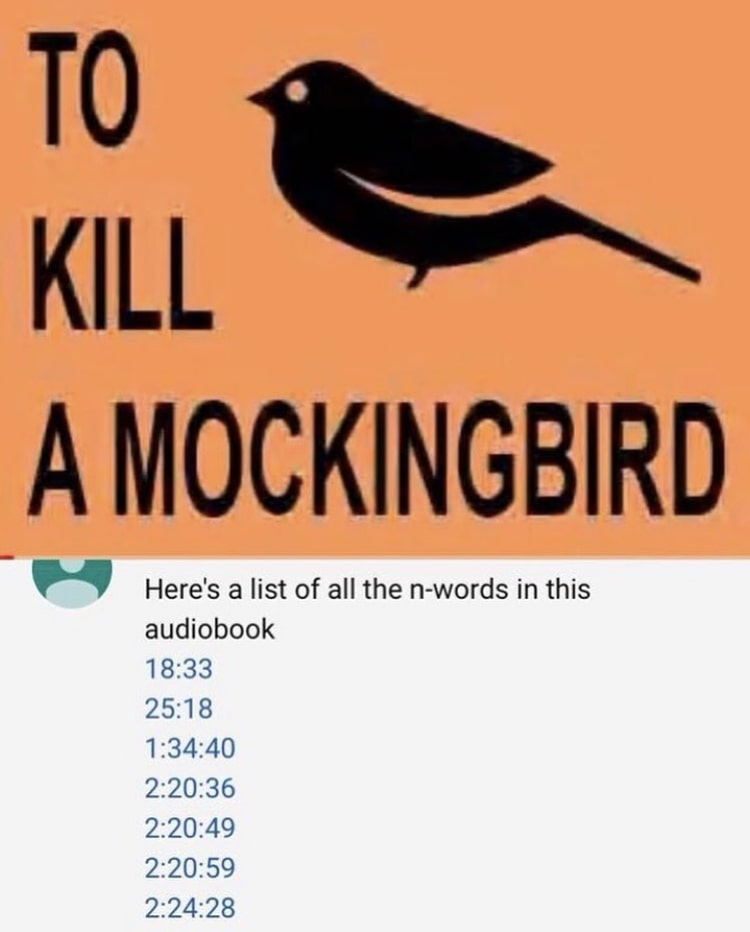 TO
KILL
A MOCKINGBIRD
Here's a list of all the n-words in this
audiobook
18:33
25:18
1:34:40
2:20:36
2:20:49
2:20:59
2:24:28